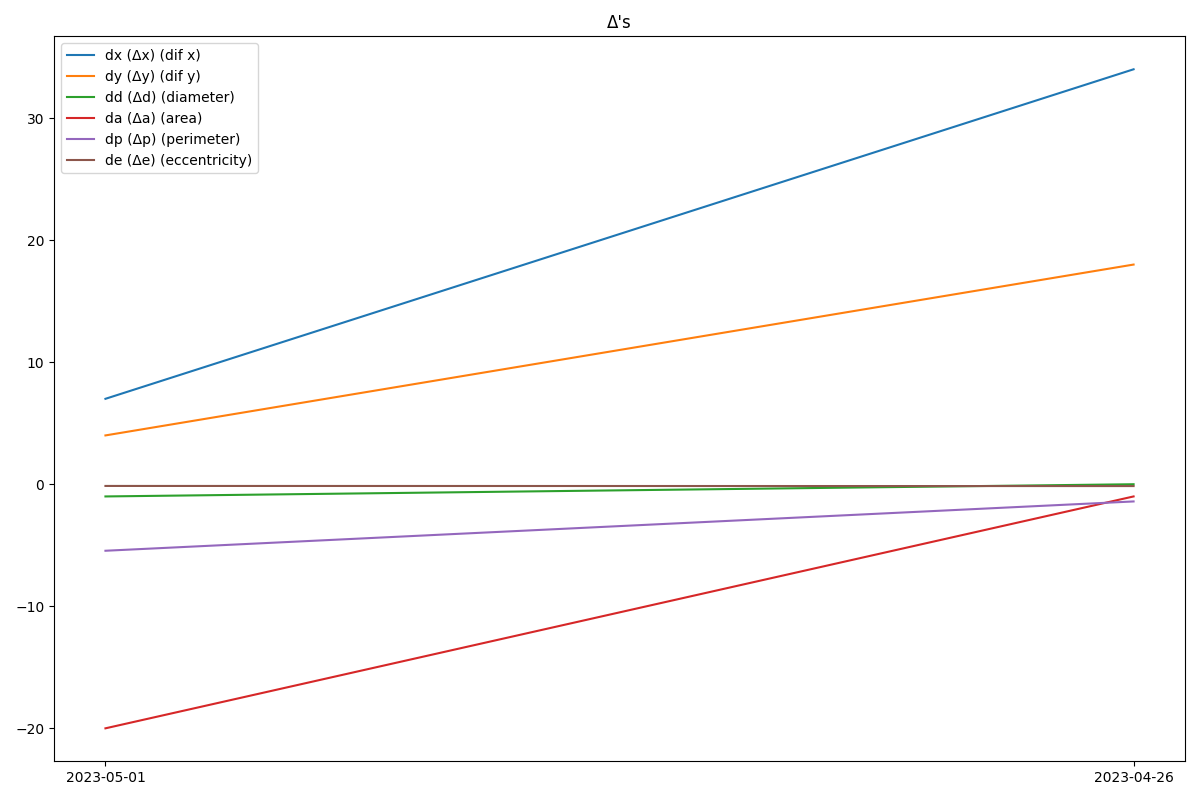 Δ's
dx (Δx) (dif x)
dy (Δy) (dif y)
dd (Δd) (diameter)
da (Δa) (area)
dp (Δp) (perimeter)
de (Δe) (eccentricity)
30
20
10
0
−10
−20
2023-05-01
2023-04-26